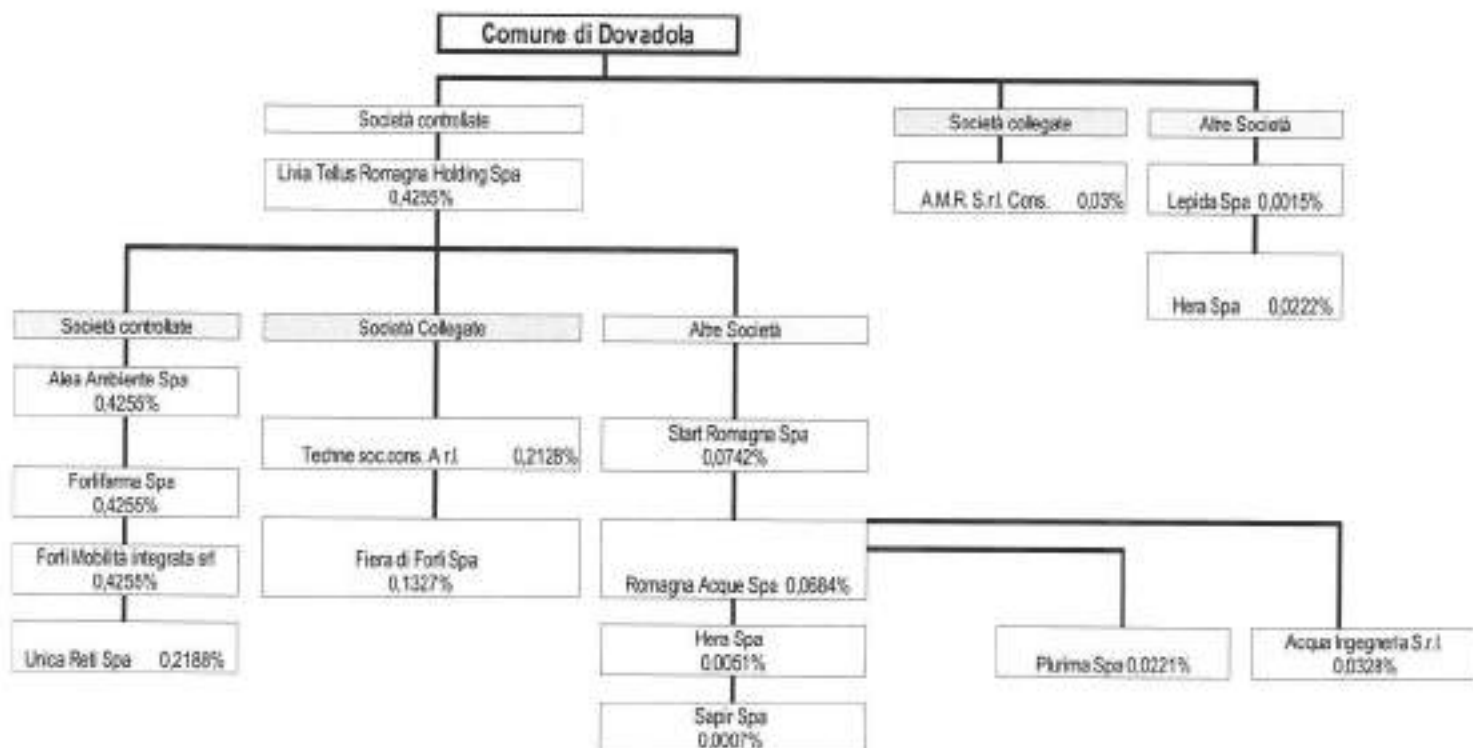 Comune di Dovadola
Società controllate
Società collegate
Altre Società
Livia Tellus Romagna Holding Spa
0,4255%
A.M.R. S.r.l. Cons. 0,03%
Lepida Spa 0,0015%
Hera Spa 0,0222%
Società controllate
Società Collegate
Altre Società
Alea Ambiente Spa
0,4255%
Techne soc.cons. A r.l. 0,2128%
Start Romagna Spa
0,0742%
Forlifarma Spa
0,4255%
Forlì Mobilità integrata srl
0,4255%
Fiera di Forlì Spa
0,1327%
Romagna Acque Spa 0,0684%
Unica Reti Spa 0,2188%
Hera Spa
0,0051%
Plurima Spa 0,0221%
Acqua Ingegneria S.r.l.
0,0328%
Sapir Spa
0,0007%